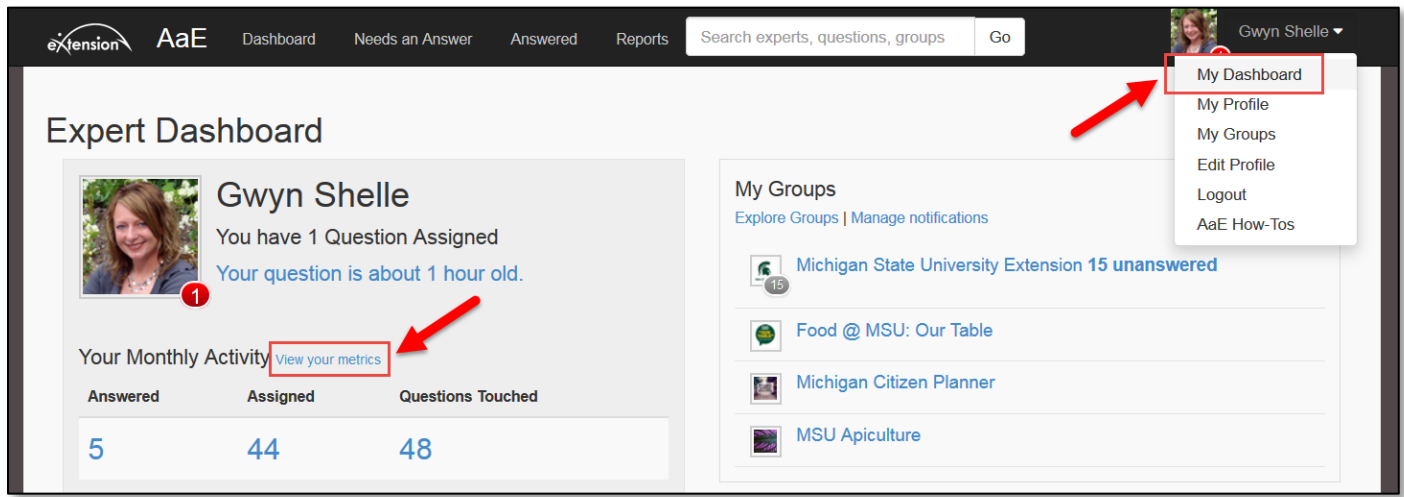 eXtension AaE Dashboard Needs an Answer Answered Reports Search experts, questions, groups Go Gwyn Shelle
My Dashboard
My Profile
My Groups
Edit Profile
Logout
AaE How-Tos
Expert Dashboard
Gwyn Shelle
You have 1 Question Assigned
Your question is about 1 hour old.
1
Your Monthly Activity View your metrics
Answered Assigned Questions Touched
5 44 48
My Groups
Explore Groups | Manage notifications
Michigan State University Extension 15 unanswered
15
Food @ MSU: Our Table
Michigan Citizen Planner
MSU Apiculture